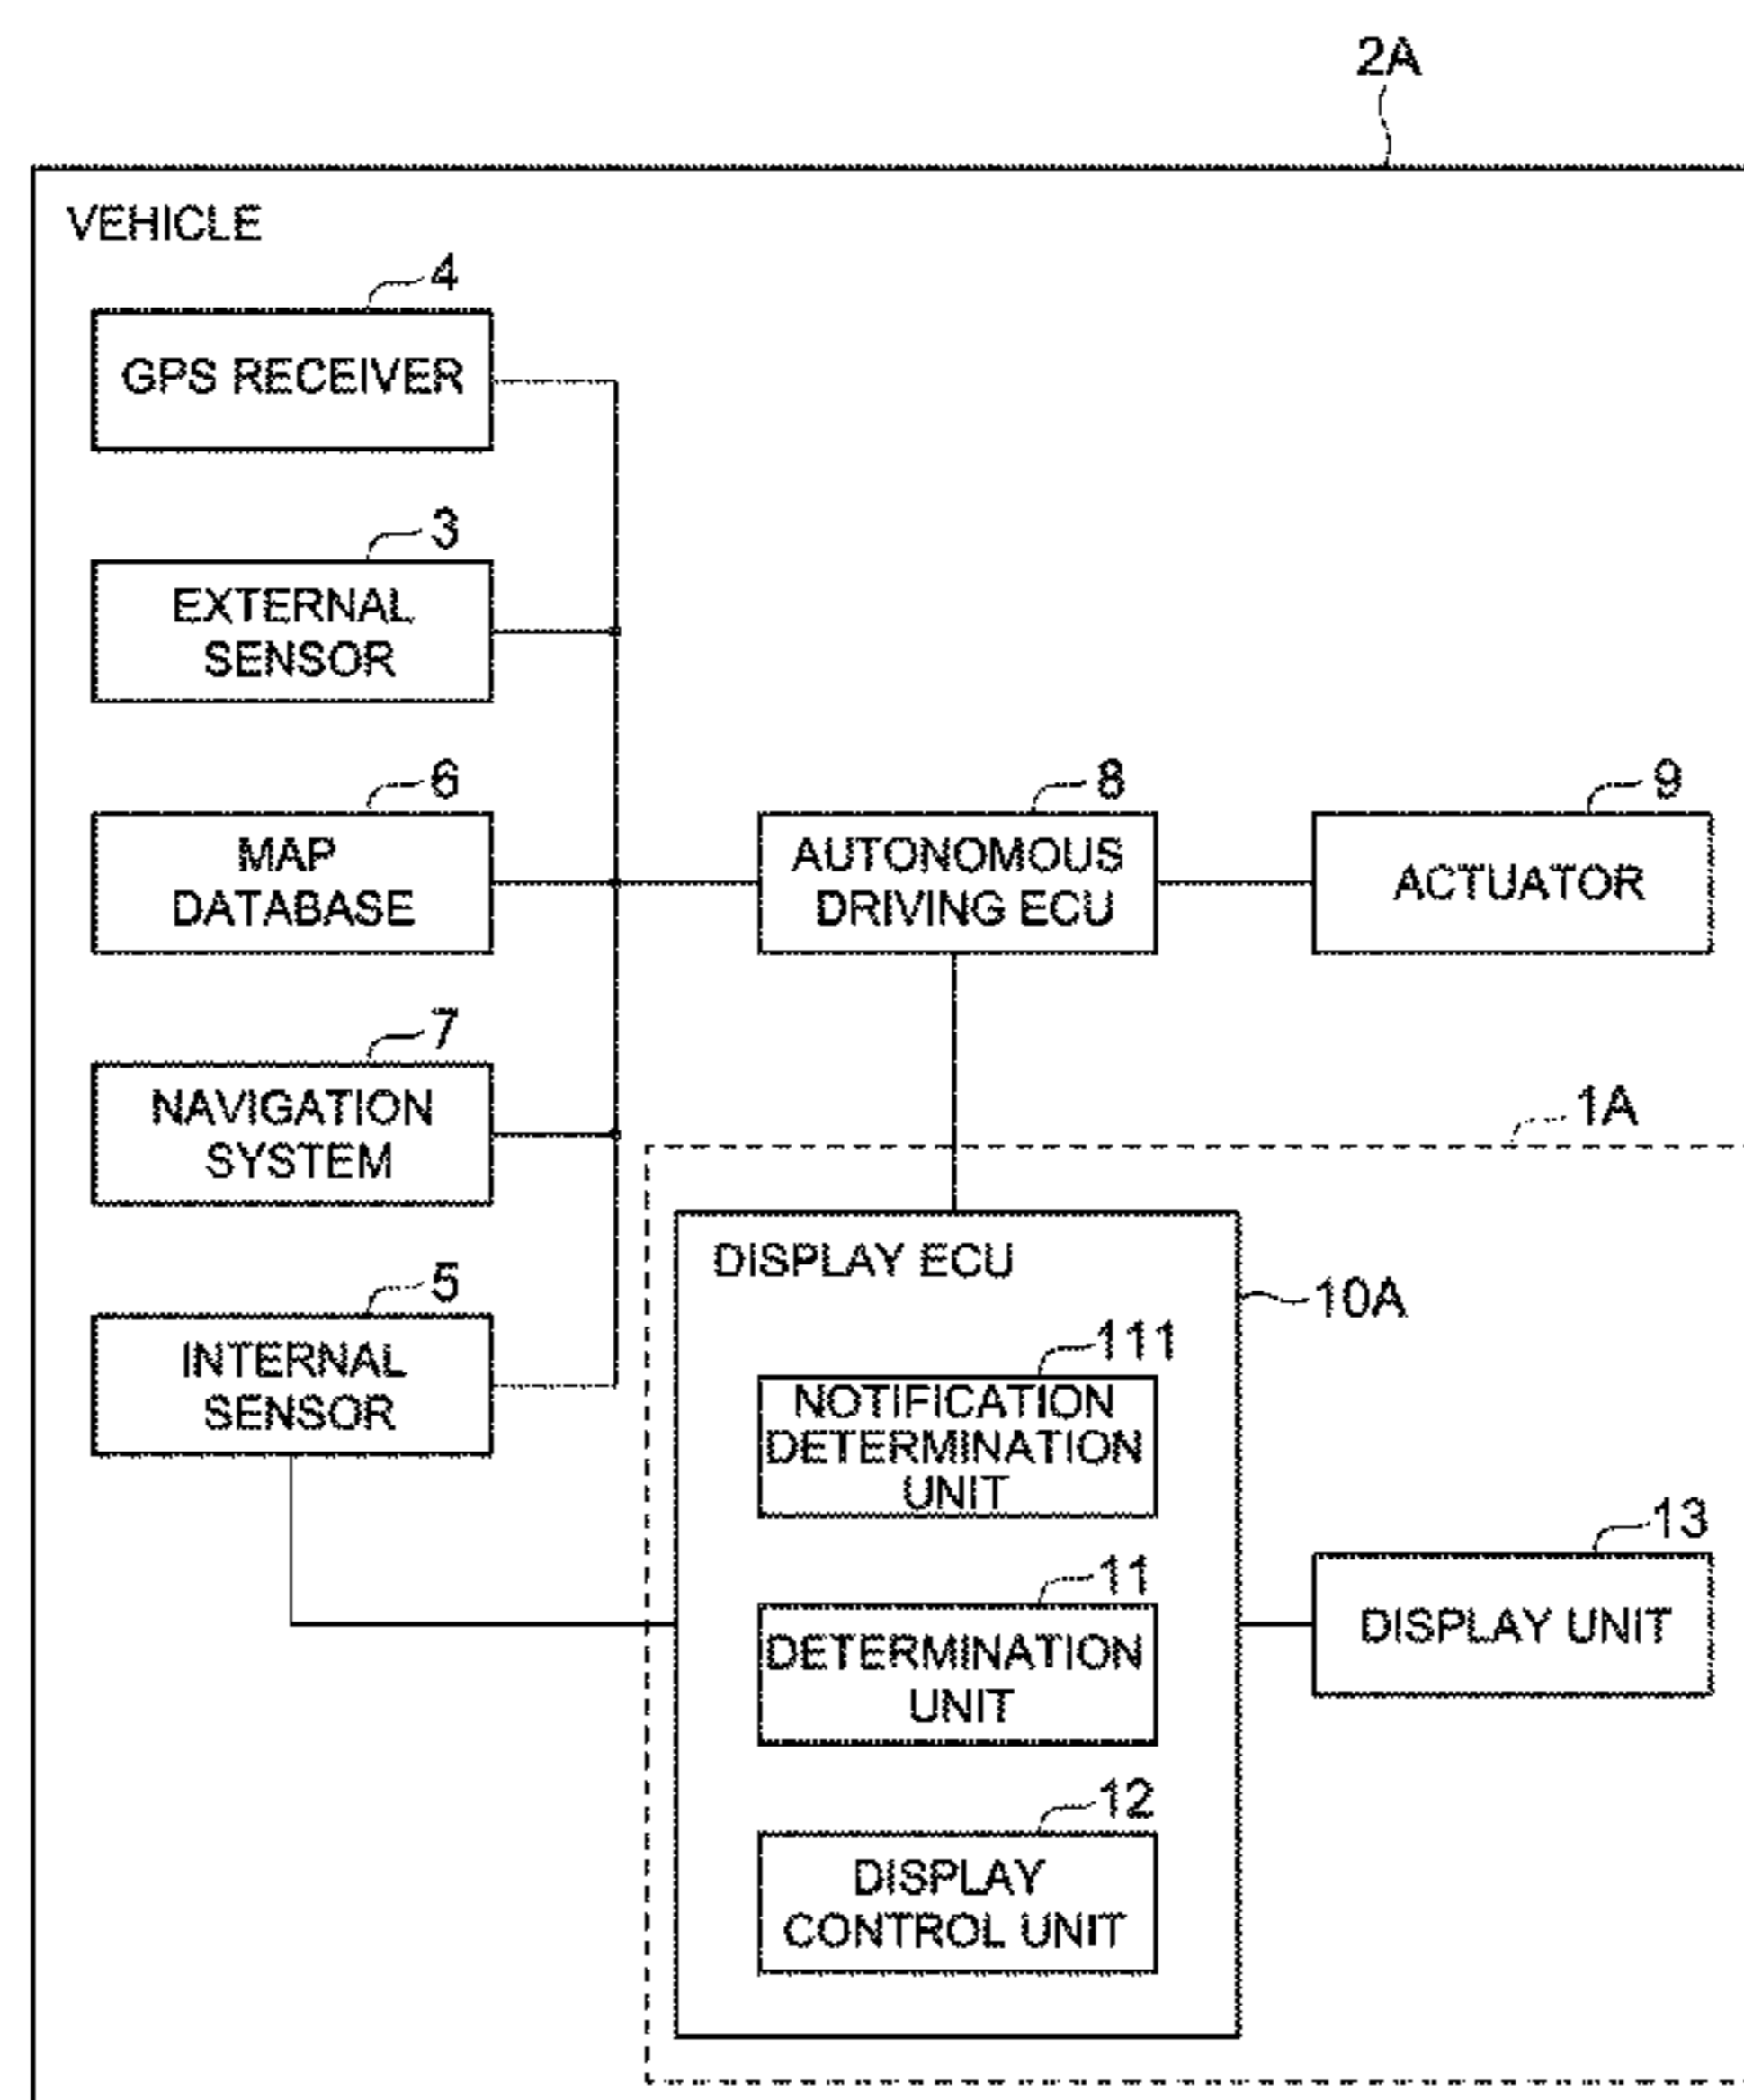 2A
VEHICLE
4
GPS RECEIVER
3
EXTERNAL
SENSOR
6
MAP
DATABASE
8
AUTONOMOUS
DRIVING ECU
9
ACTUATOR
7
NAVIGATION
SYSTEM
1A
5
INTERNAL
SENSOR
DISPLAY ECU
10A
111
NOTIFICATION
DETERMINATION
UNIT
11
DETERMINATION
UNIT
13
DISPLAY UNIT
12
DISPLAY
CONTROL UNIT